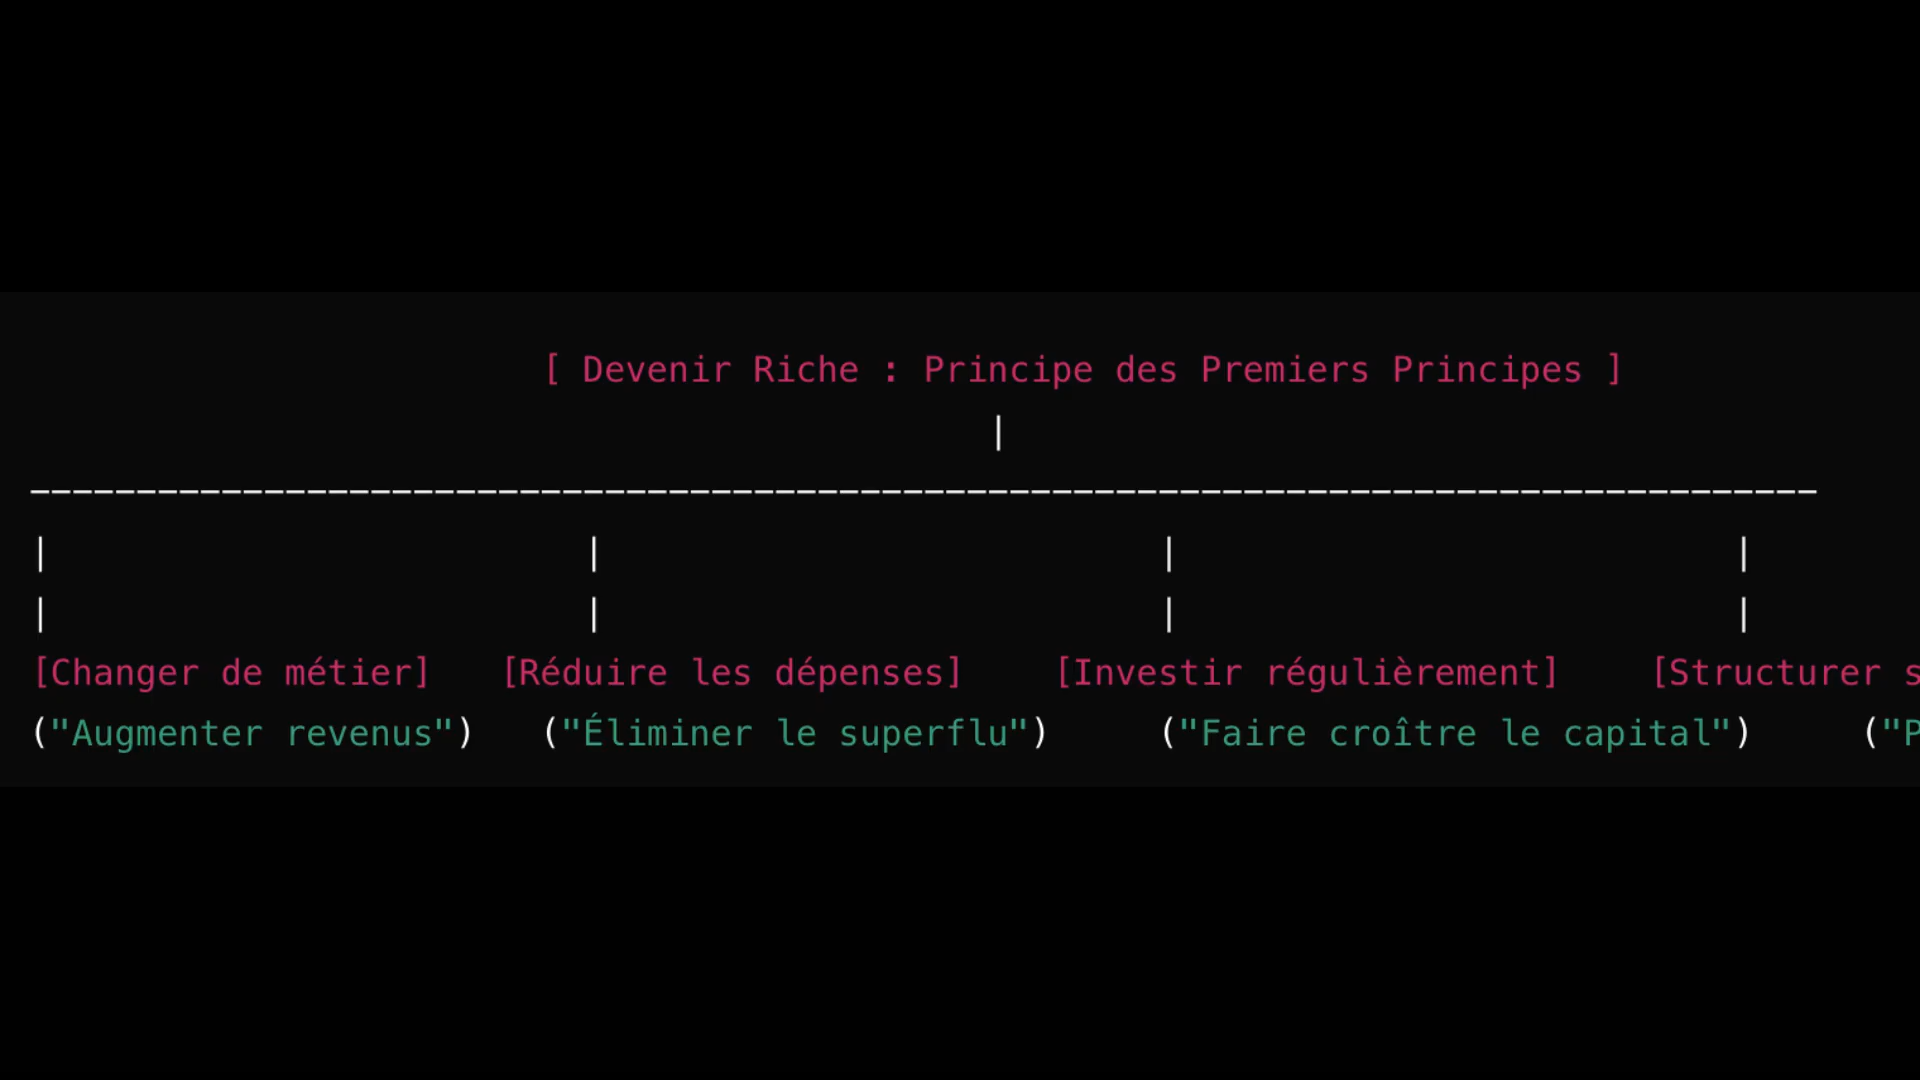 [ Devenir Riche : Principe des Premiers Principes ]
|
------------------------------------------------------------------------------------
| | | |
| | | |
[Changer de métier] [Réduire les dépenses] [Investir régulièrement] [Structurer s
("Augmenter revenus") ("Éliminer le superflu") ("Faire croître le capital") ("P